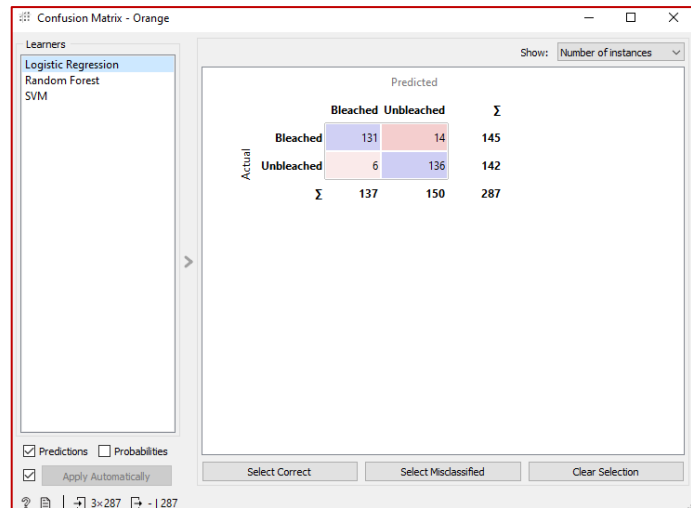 Confusion Matrix - Orange
Learners
Logistic Regression
Random Forest
SVM
Show: Number of instances
Predicted
Bleached Unbleached Σ
Actual
Bleached 131 14 145
Unbleached 6 136 142
Σ 137 150 287
>
Predictions Probabilities
Apply Automatically
Select Correct Select Misclassified Clear Selection
? 3×287 - | 287